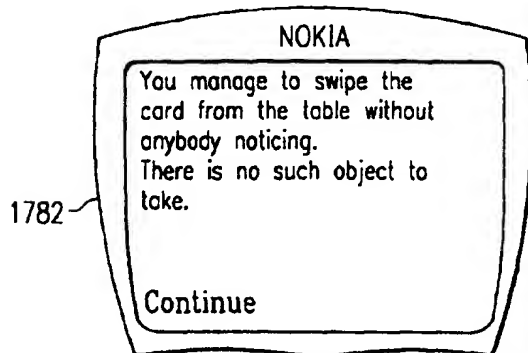 NOKIA
You manage to swipe the
card from the table without
anybody noticing.
There is no such object to
take.
1782
Continue